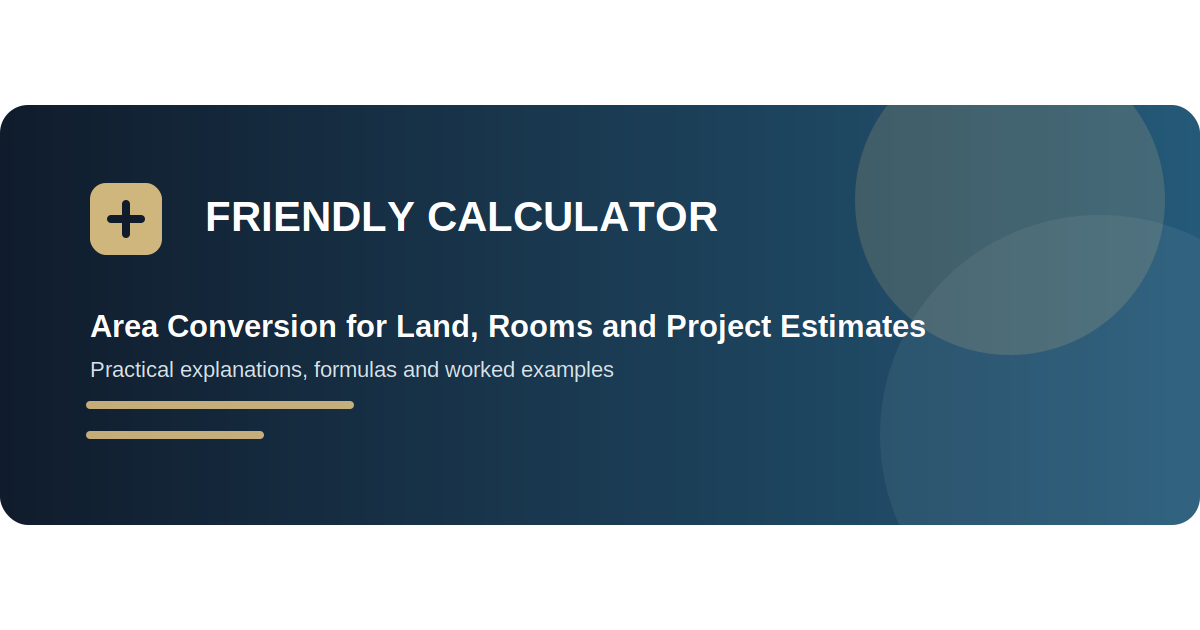 FRIENDLY CALCULATOR
Area Conversion for Land, Rooms and Project Estimates
Practical explanations, formulas and worked examples